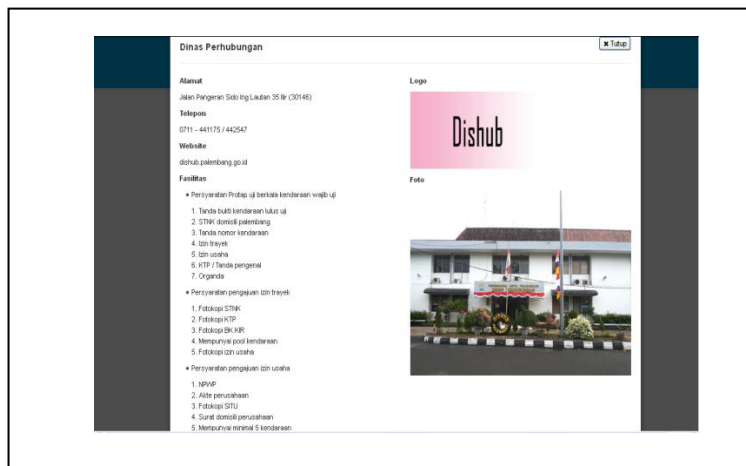 Dinas Perhubungan
Tutup
Alamat
Jalan Pangeran Sido Ing Lautan 35 Ilir (30146)
Telepon
0711 - 441175 / 442547
Website
dishub.palembang.go.id
Fasilitas
Persyaratan Protap uji berkala kendaraan wajib uji
1. Tanda bukti kendaraan lulus uji
2. STNK domisili palembang
3. Tanda nomor kendaraan
4. Izin trayek
5. Izin usaha
6. KTP / Tanda pengenal
7. Organda
Persyaratan pengajuan izin trayek
1. Fotokopi STNK
2. Fotokopi KTP
3. Fotokopi BK KIR
4. Mempunyai pool kendaraan
5. Fotokopi izin usaha
Persyaratan pengajuan izin usaha
1. NPWP
2. Akte perusahaan
3. Fotokopi SITU
4. Surat domisili perusahaan
5. Mempunyai minimal 5 kendaraan
Logo
Dishub
Foto